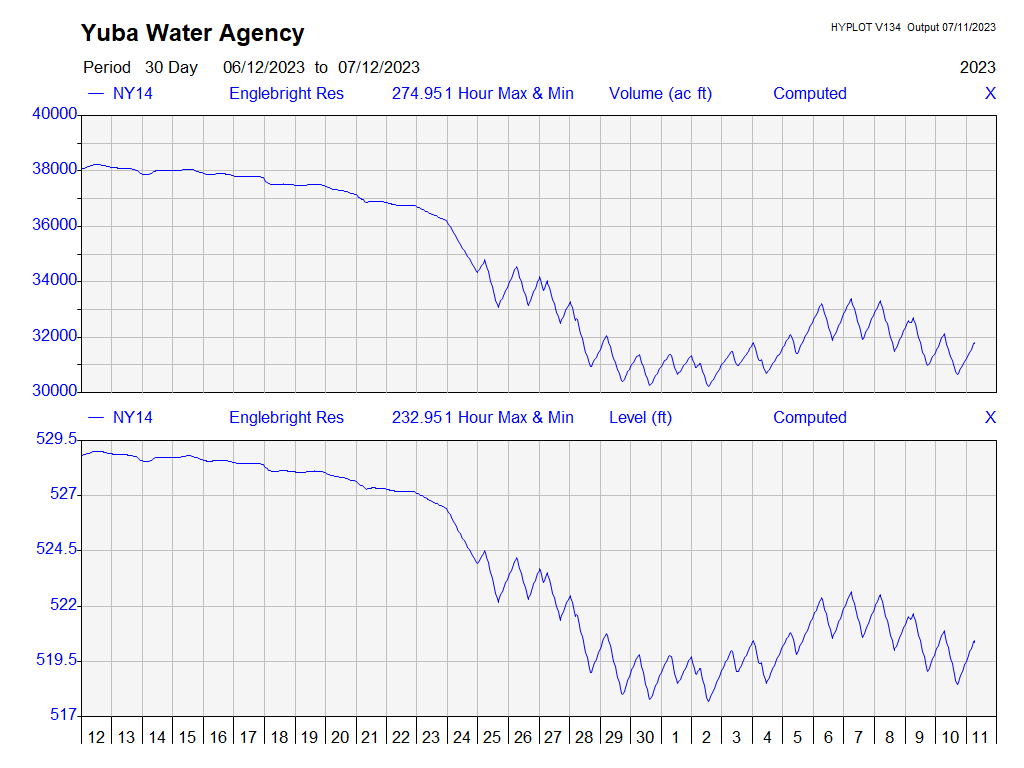 Yuba Water Agency
HYPLOT V134 Output 07/11/2023
Period 30 Day 06/12/2023 to 07/12/2023 2023
NY14 Englebright Res 274.951 Hour Max & Min Volume (ac ft) Computed X
40000
38000
36000
34000
32000
30000
NY14 Englebright Res 232.951 Hour Max & Min Level (ft) Computed X
529.5
527
524.5
522
519.5
517
12 13 14 15 16 17 18 19 20 21 22 23 24 25 26 27 28 29 30 1 2 3 4 5 6 7 8 9 10 11